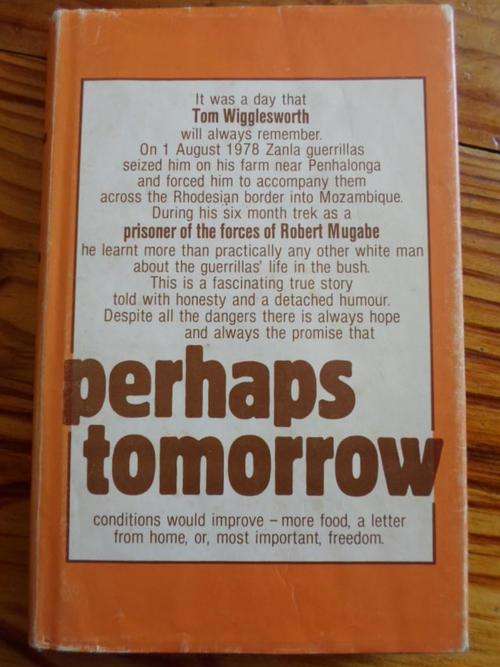 It was a day that
Tom Wigglesworth
will always remember.
On 1 August 1978 Zanla guerrillas
seized him on his farm near Penhalonga
and forced him to accompany them
across the Rhodesian border into Mozambique.
During his six month trek as a
prisoner of the forces of Robert Mugabe
he learnt more than practically any other white man
about the guerrillas' life in the bush.
This is a fascinating true story
told with honesty and a detached humour.
Despite all the dangers there is always hope
and always the promise that
perhaps
tomorrow
conditions would improve – more food, a letter
from home, or, most important, freedom.